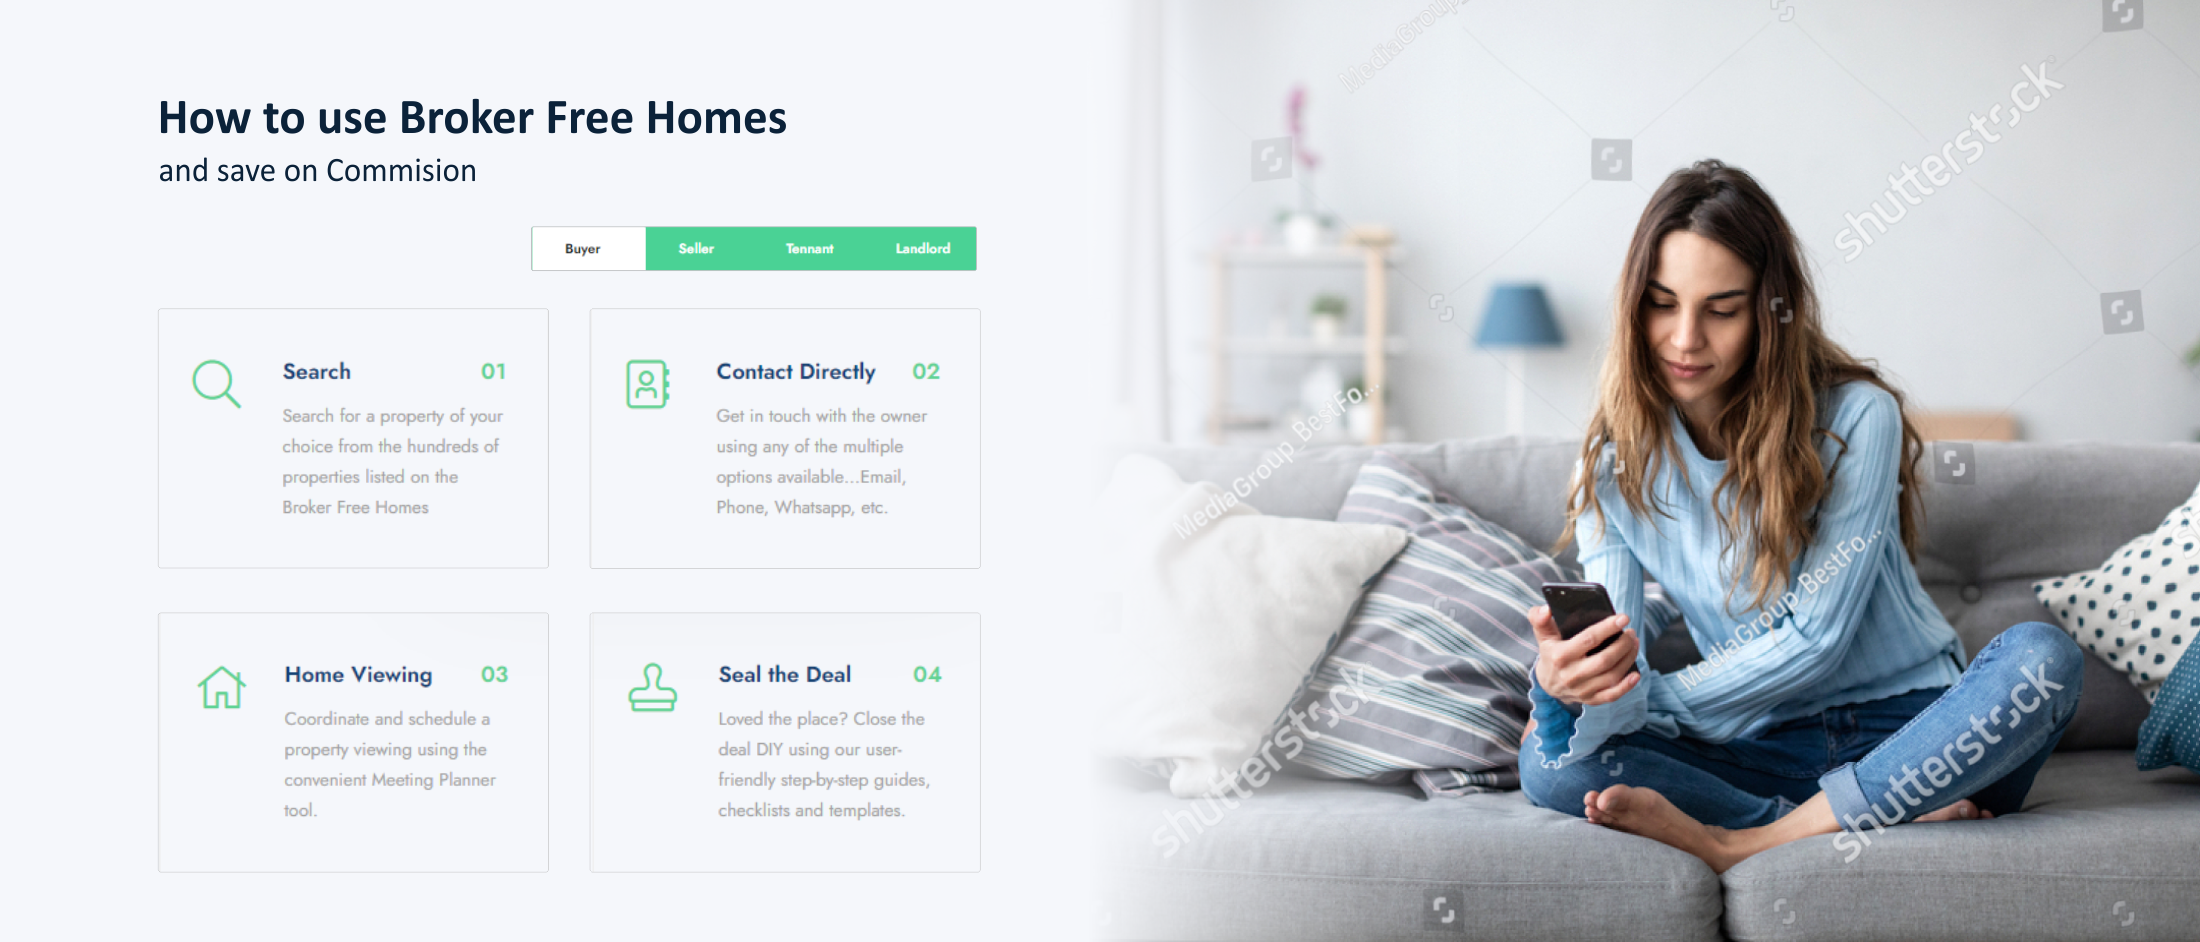 How to use Broker Free Homes
and save on Commision
Buyer
Seller
Tennant
Landlord
Search
01
Search for a property of your
choice from the hundreds of
properties listed on the
Broker Free Homes
Contact Directly
02
Get in touch with the owner
using any of the multiple
options available...Email,
Phone, Whatsapp, etc.
Home Viewing
03
Coordinate and schedule a
property viewing using the
convenient Meeting Planner
tool.
Seal the Deal
04
Loved the place? Close the
deal DIY using our user-
friendly step-by-step guides,
checklists and templates.
MediaGroup
shutterstock
MediaGroup_BestFo...
MediaGroup_BestFo...
shutterstock
shutterstock